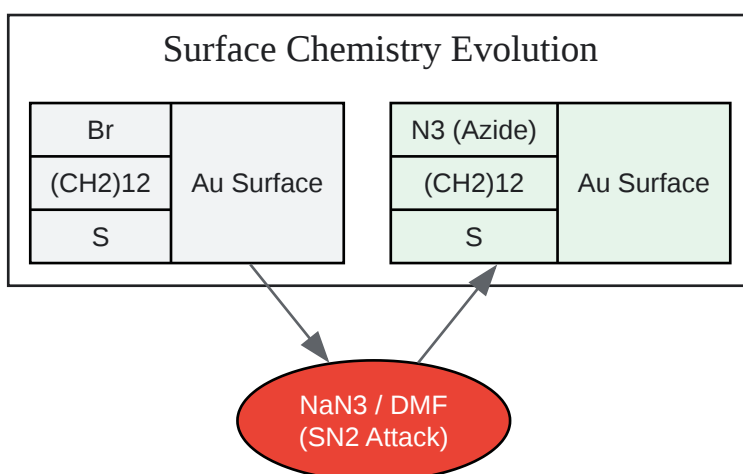 Surface Chemistry Evolution
Br
(CH2)12
S
Au Surface
N3 (Azide)
(CH2)12
S
Au Surface
NaN3 / DMF
(SN2 Attack)